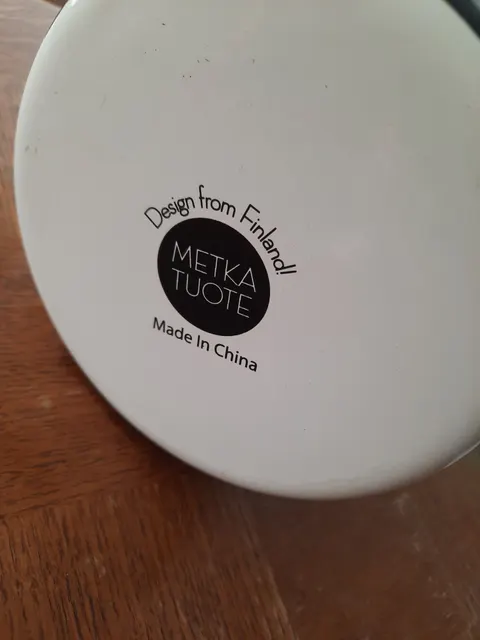 Design from Finland!
METKA
TUOTE
Made In China